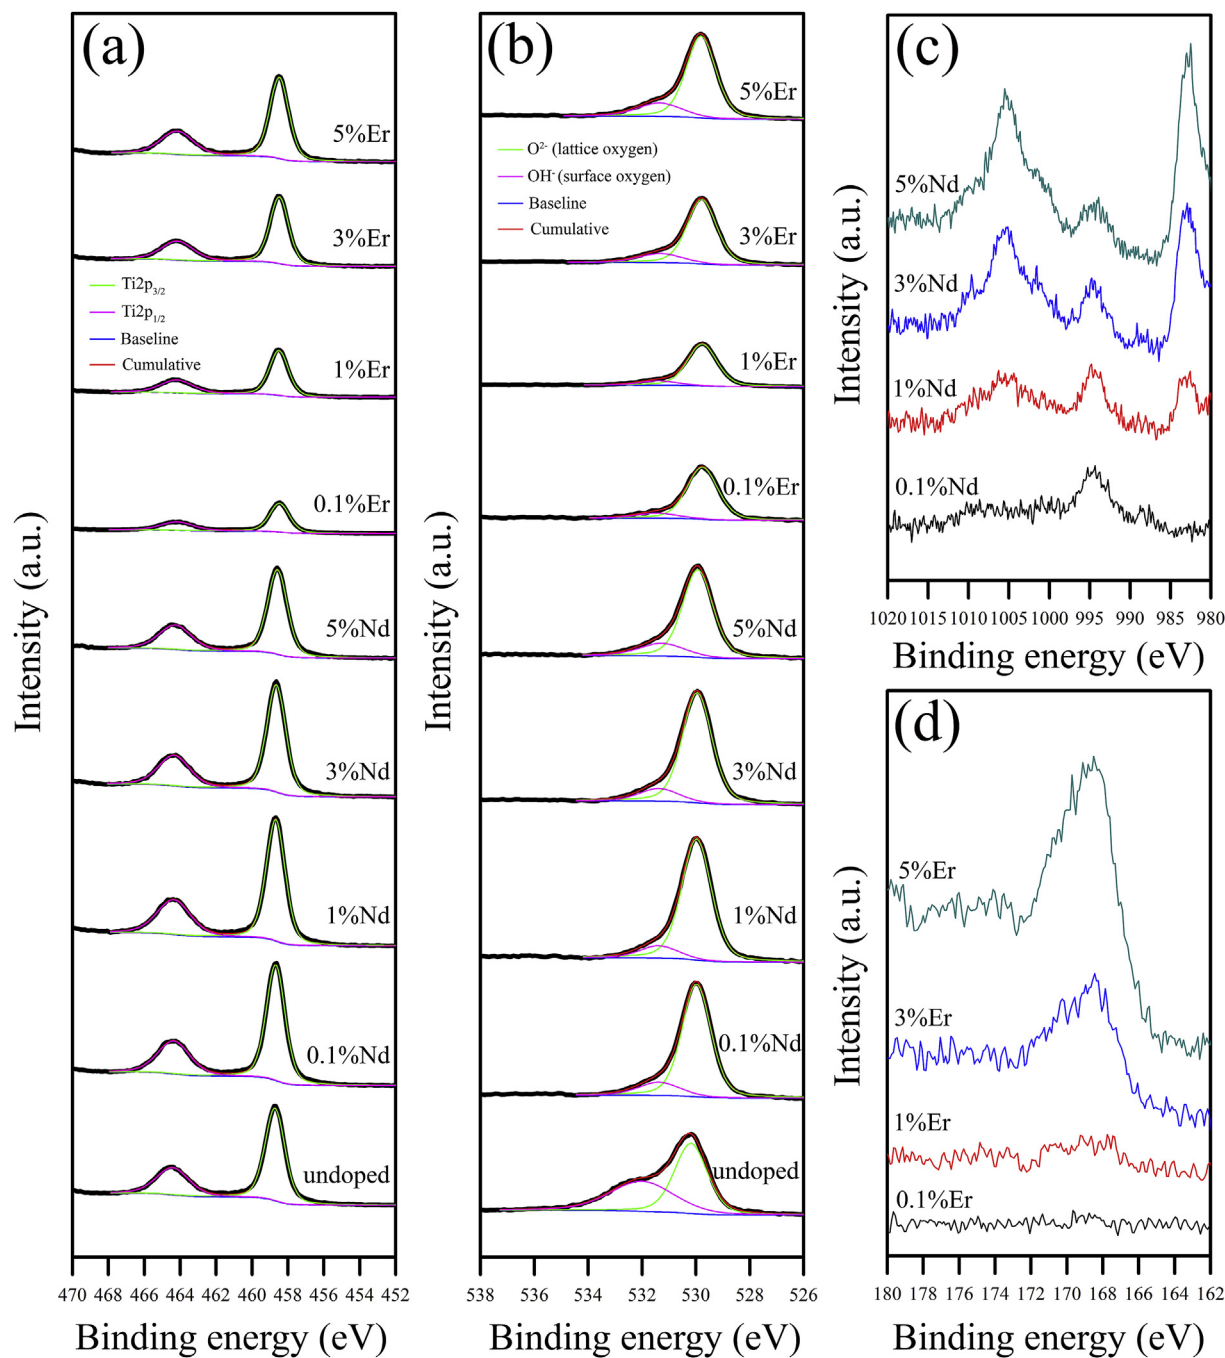 (a)
5%Er
3%Er
Ti2p3/2
Ti2p1/2
Baseline
Cumulative
1%Er
0.1%Er
5%Nd
3%Nd
1%Nd
0.1%Nd
undoped
Intensity (a.u.)
470 468 466 464 462 460 458 456 454 452
Binding energy (eV)
(b)
5%Er
O2- (lattice oxygen)
OH- (surface oxygen)
Baseline
Cumulative
3%Er
1%Er
0.1%Er
5%Nd
3%Nd
1%Nd
0.1%Nd
undoped
Intensity (a.u.)
538 536 534 532 530 528 526
Binding energy (eV)
(c)
5%Nd
3%Nd
1%Nd
0.1%Nd
Intensity (a.u.)
1020 1015 1010 1005 1000 995 990 985 980
Binding energy (eV)
(d)
5%Er
3%Er
1%Er
0.1%Er
Intensity (a.u.)
180 178 176 174 172 170 168 166 164 162
Binding energy (eV)